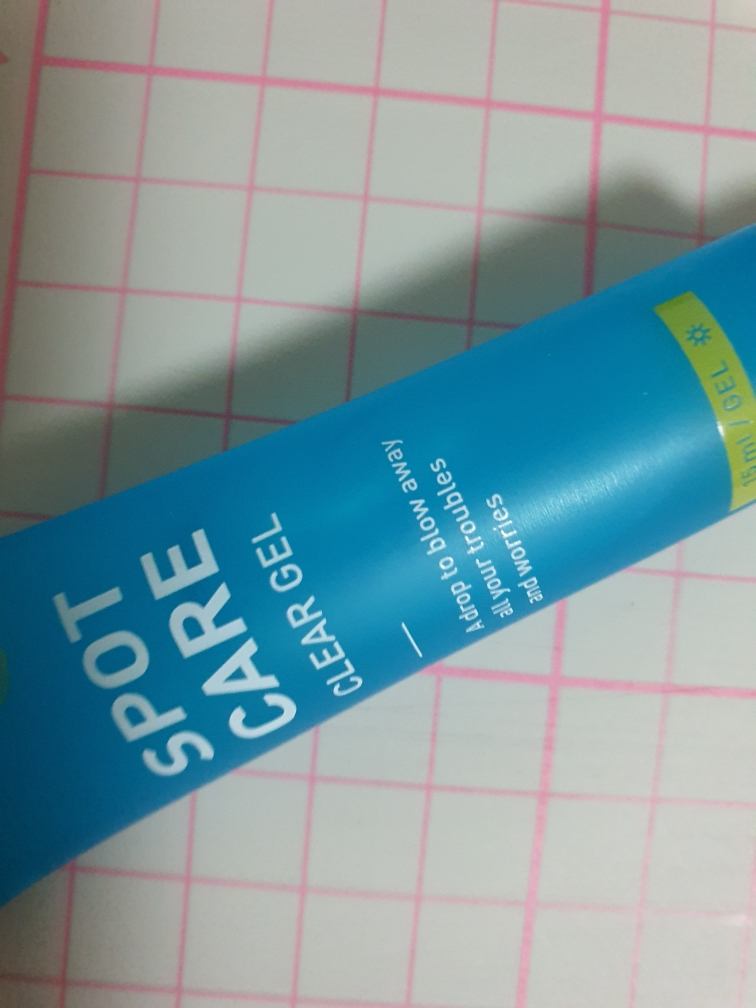 SPOT
CARE
CLEAR GEL
A drop to blow away
all your troubles
and worries
15 ml / GEL